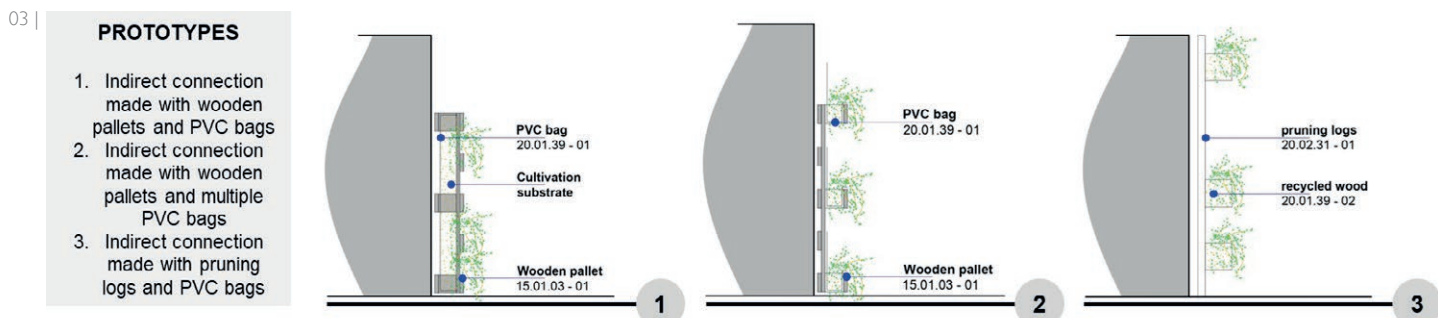 03 |
PROTOTYPES
1. Indirect connection
made with wooden
pallets and PVC bags
2. Indirect connection
made with wooden
pallets and multiple
PVC bags
3. Indirect connection
made with pruning
logs and PVC bags
PVC bag
20.01.39 - 01
Cultivation
substrate
Wooden pallet
15.01.03 - 01
1
PVC bag
20.01.39 - 01
Wooden pallet
15.01.03 - 01
2
pruning logs
20.02.31 - 01
recycled wood
20.01.39 - 02
3